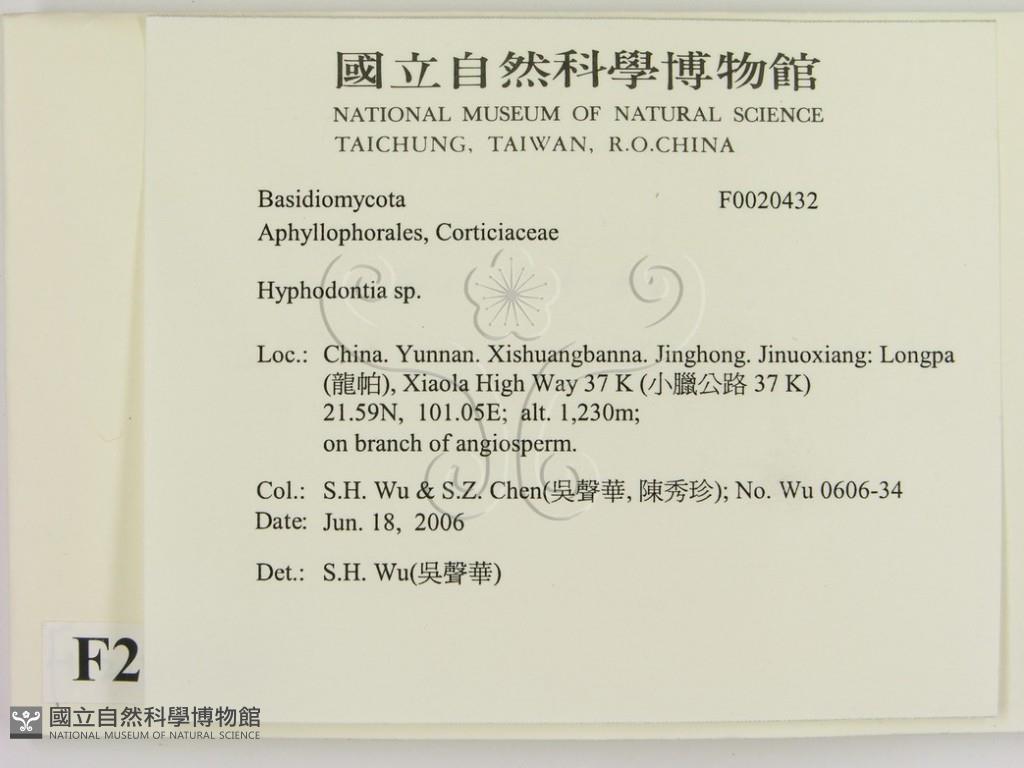 國立自然科學博物館
NATIONAL MUSEUM OF NATURAL SCIENCE
TAICHUNG, TAIWAN, R.O.CHINA
Basidiomycota F0020432
Aphyllophorales, Corticiaceae
Hyphodontia sp.
Loc.: China. Yunnan. Xishuangbanna. Jinghong. Jinuoxiang: Longpa
(龍帕), Xiaola High Way 37 K (小臘公路 37 K)
21.59N, 101.05E; alt. 1,230m;
on branch of angiosperm.
Col.: S.H. Wu & S.Z. Chen(吳聲華, 陳秀珍); No. Wu 0606-34
Date: Jun. 18, 2006
Det.: S.H. Wu(吳聲華)
F2
國立自然科學博物館
NATIONAL MUSEUM OF NATURAL SCIENCE